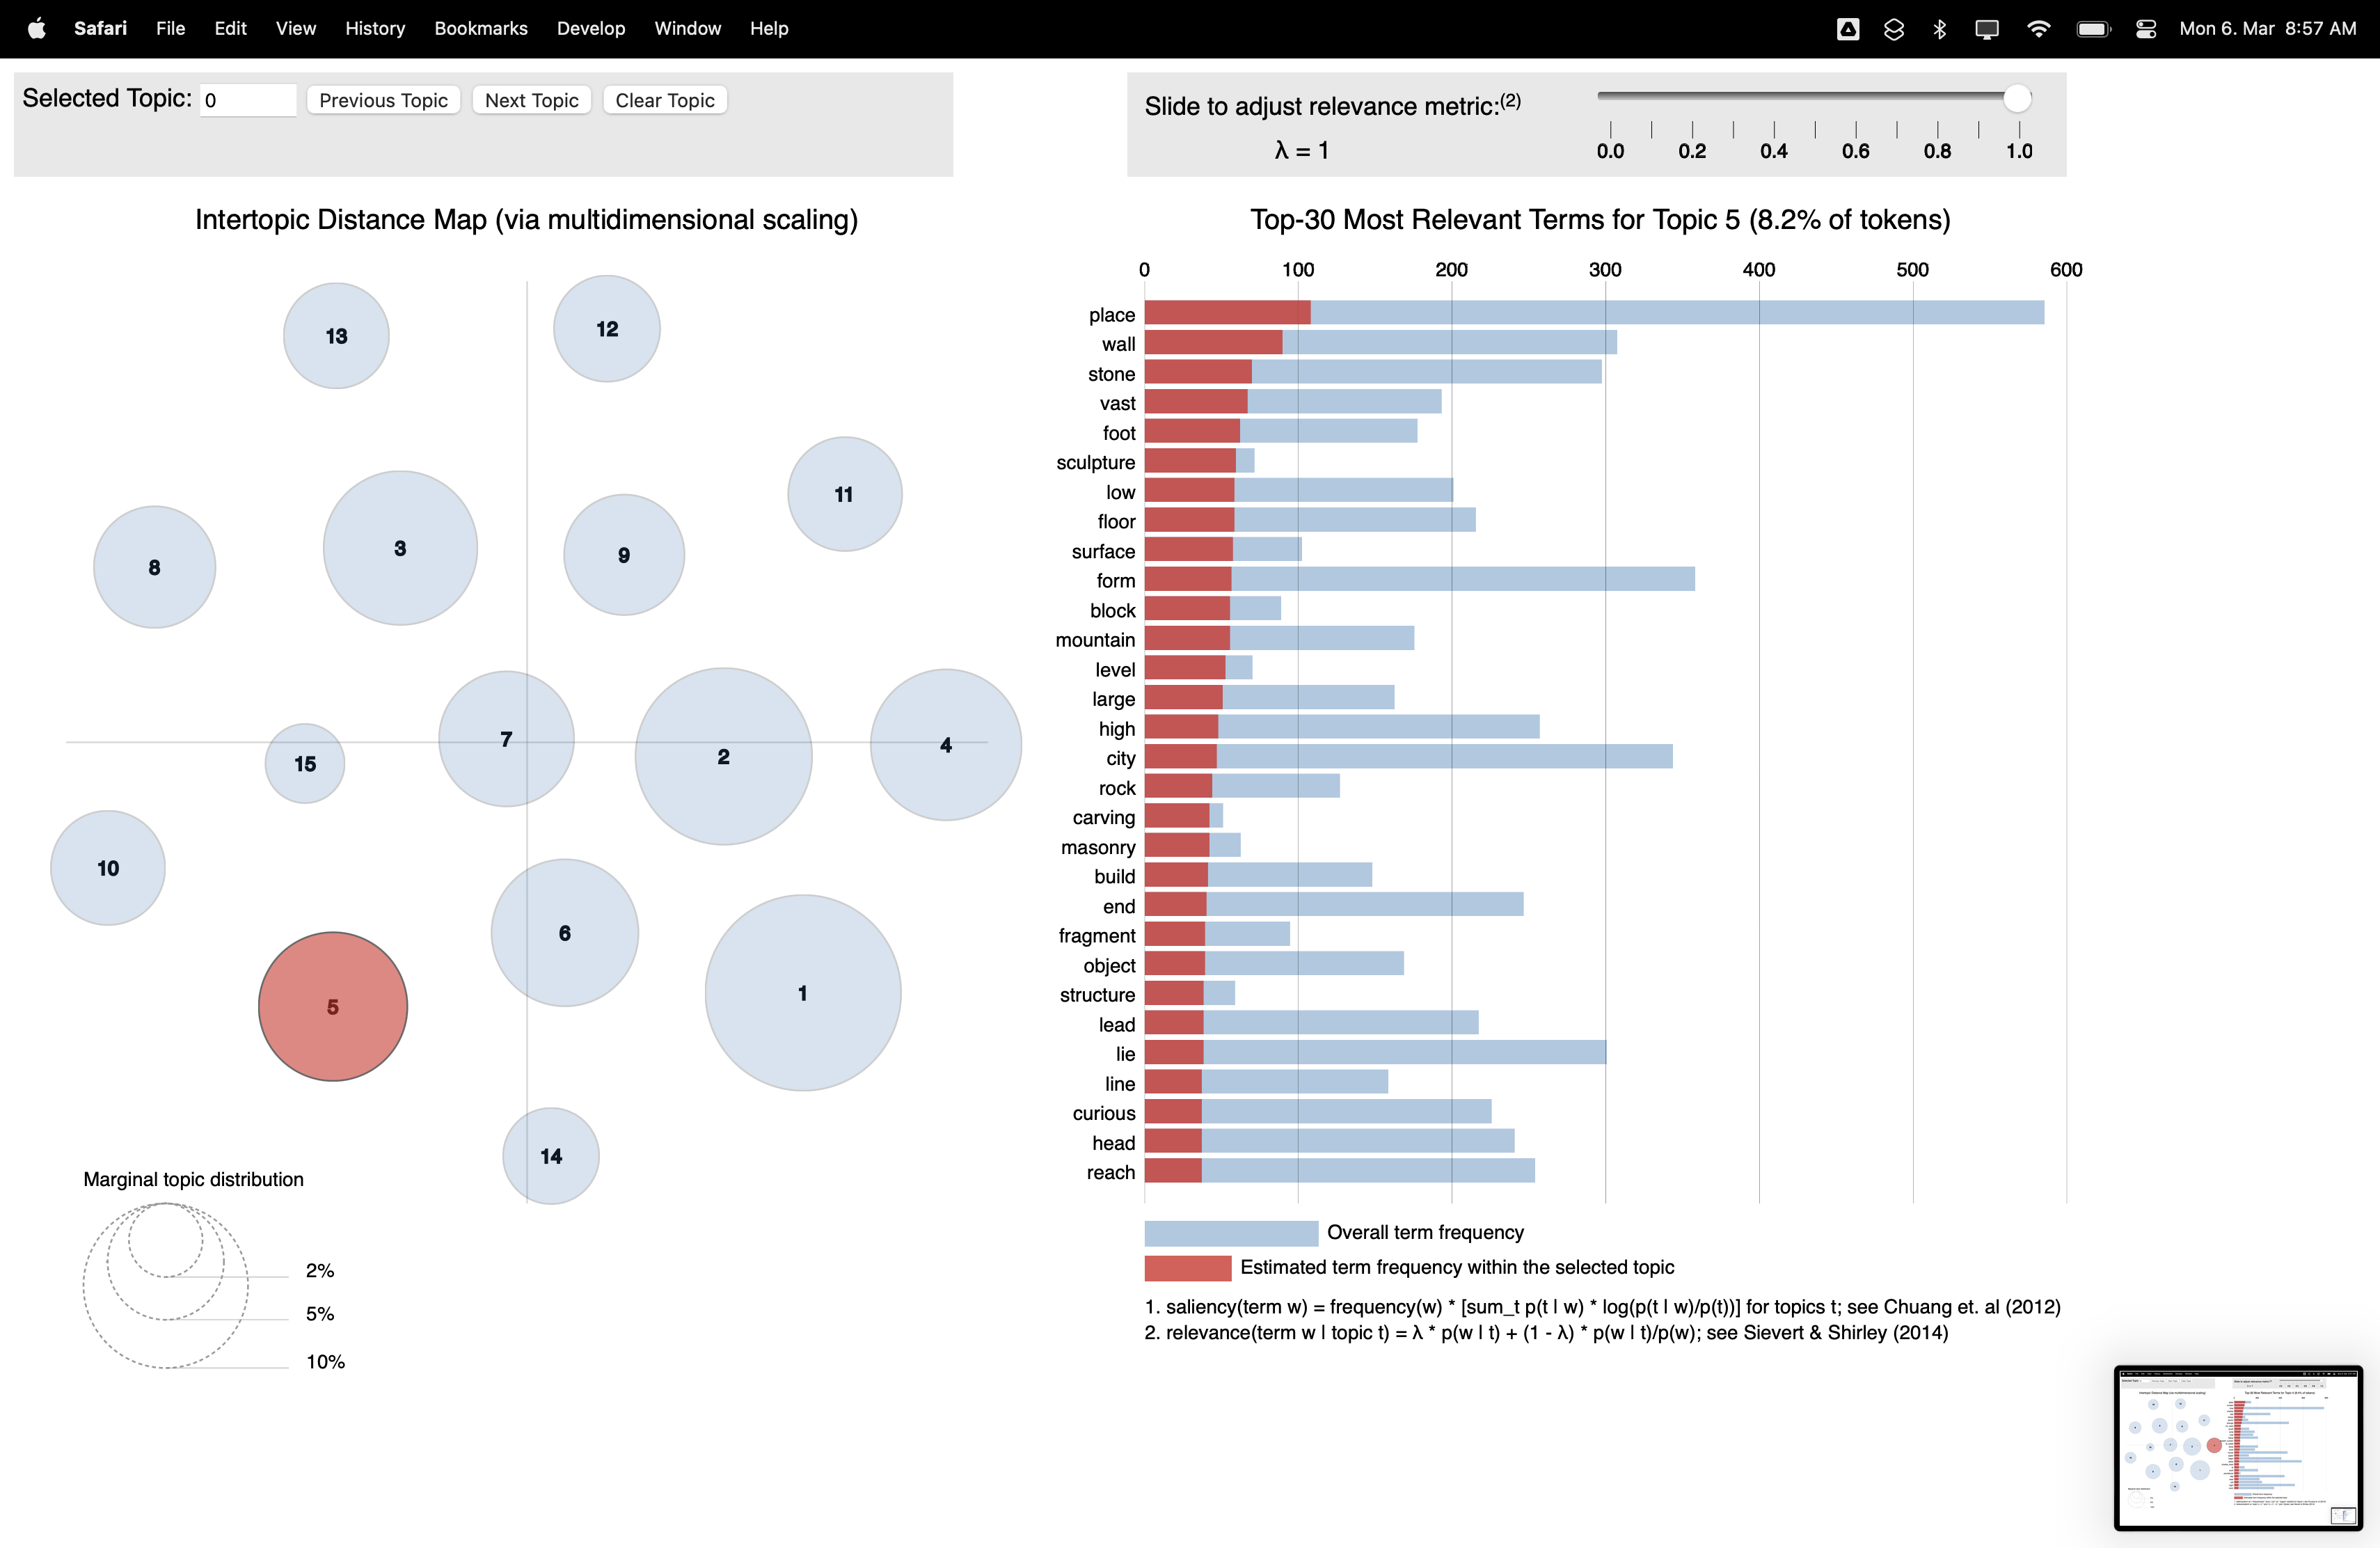 Safari File Edit View History Bookmarks Develop Window Help Mon 6. Mar 8:57 AM
Selected Topic: 0 Previous Topic Next Topic Clear Topic
Slide to adjust relevance metric:(2)
λ = 1
0.0 0.2 0.4 0.6 0.8 1.0
Intertopic Distance Map (via multidimensional scaling)
13
12
11
3
9
8
7
4
2
15
10
6
1
5
14
Marginal topic distribution
2%
5%
10%
Top-30 Most Relevant Terms for Topic 5 (8.2% of tokens)
0 100 200 300 400 500 600
place
wall
stone
vast
foot
sculpture
low
floor
surface
form
block
mountain
level
large
high
city
rock
carving
masonry
build
end
fragment
object
structure
lead
lie
line
curious
head
reach
Overall term frequency
Estimated term frequency within the selected topic
1. saliency(term w) = frequency(w) * [sum_t p(t | w) * log(p(t | w)/p(t))] for topics t; see Chuang et. al (2012)
2. relevance(term w | topic t) = λ * p(w | t) + (1 - λ) * p(w | t)/p(w); see Sievert & Shirley (2014)